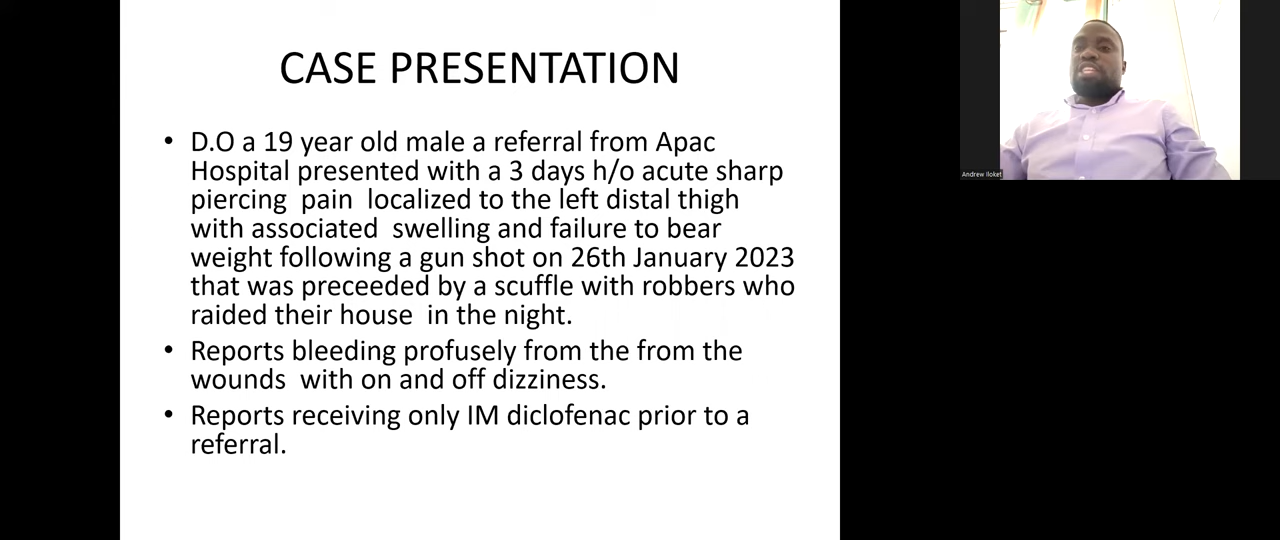 CASE PRESENTATION
• D.O a 19 year old male a referral from Apac
Hospital presented with a 3 days h/o acute sharp
piercing  pain  localized to the left distal thigh
with associated  swelling and failure to bear
weight following a gun shot on 26th January 2023
that was preceeded by a scuffle with robbers who
raided their house  in the night.
• Reports bleeding profusely from the from the
wounds  with on and off dizziness.
• Reports receiving only IM diclofenac prior to a
referral.
Andrew Iloket